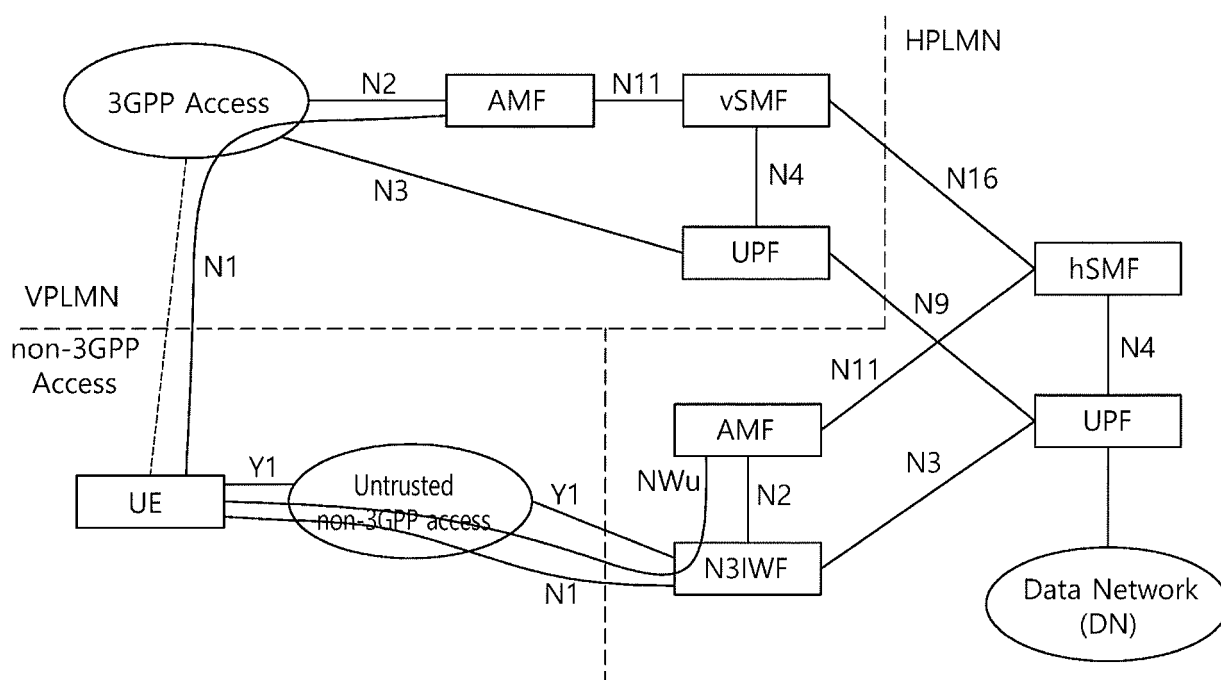 HPLMN
3GPP Access
N2
AMF
N11
vSMF
N3
N4
N16
N1
UPF
hSMF
VPLMN
N9
non-3GPP
Access
N11
N4
AMF
UPF
Y1
Untrusted
non-3GPP access
Y1
NWu
N2
N3
UE
N1
N3IWF
Data Network
(DN)